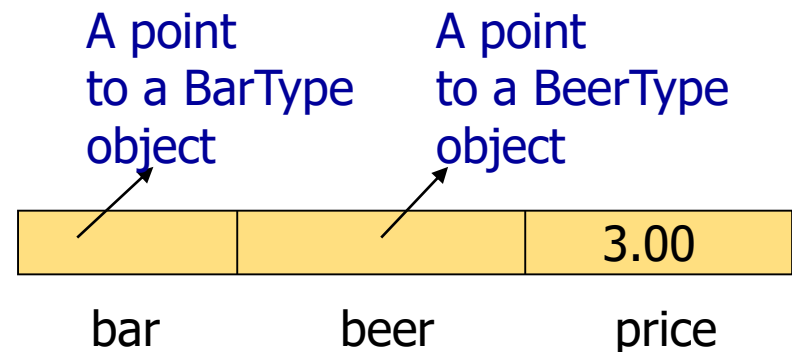 A point
to a BarType
object
A point
to a BeerType
object
3.00
bar beer price